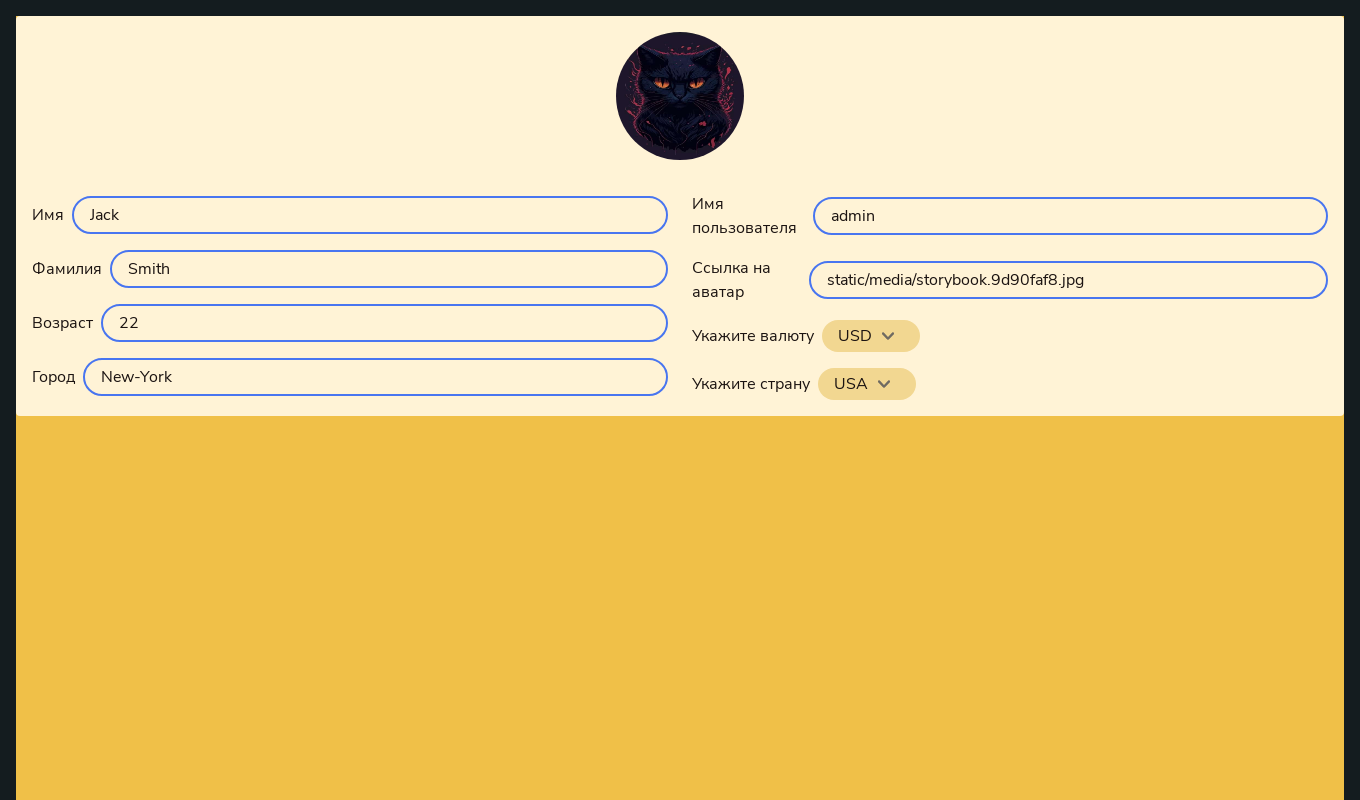 Имя
Jack
Фамилия
Smith
Возраст
22
Город
New-York
Имя
пользователя
admin
Ссылка на
аватар
static/media/storybook.9d90faf8.jpg
Укажите валюту
USD
Укажите страну
USA